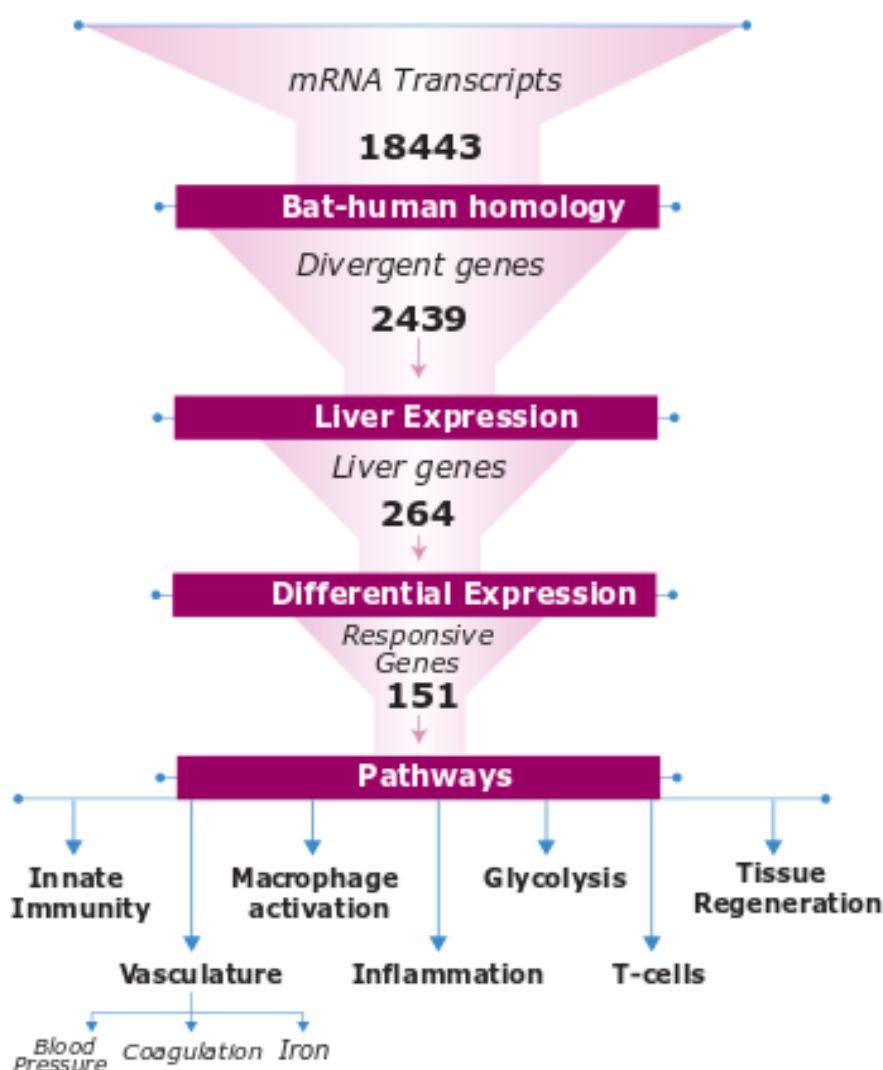 mRNA Transcripts
18443
Bat-human homology
Divergent genes
2439
Liver Expression
Liver genes
264
Differential Expression
Responsive
Genes
151
Pathways
Innate
Immunity
Macrophage
activation
Glycolysis
Tissue
Regeneration
Vasculature
Inflammation
T-cells
Blood
Pressure
Coagulation
Iron